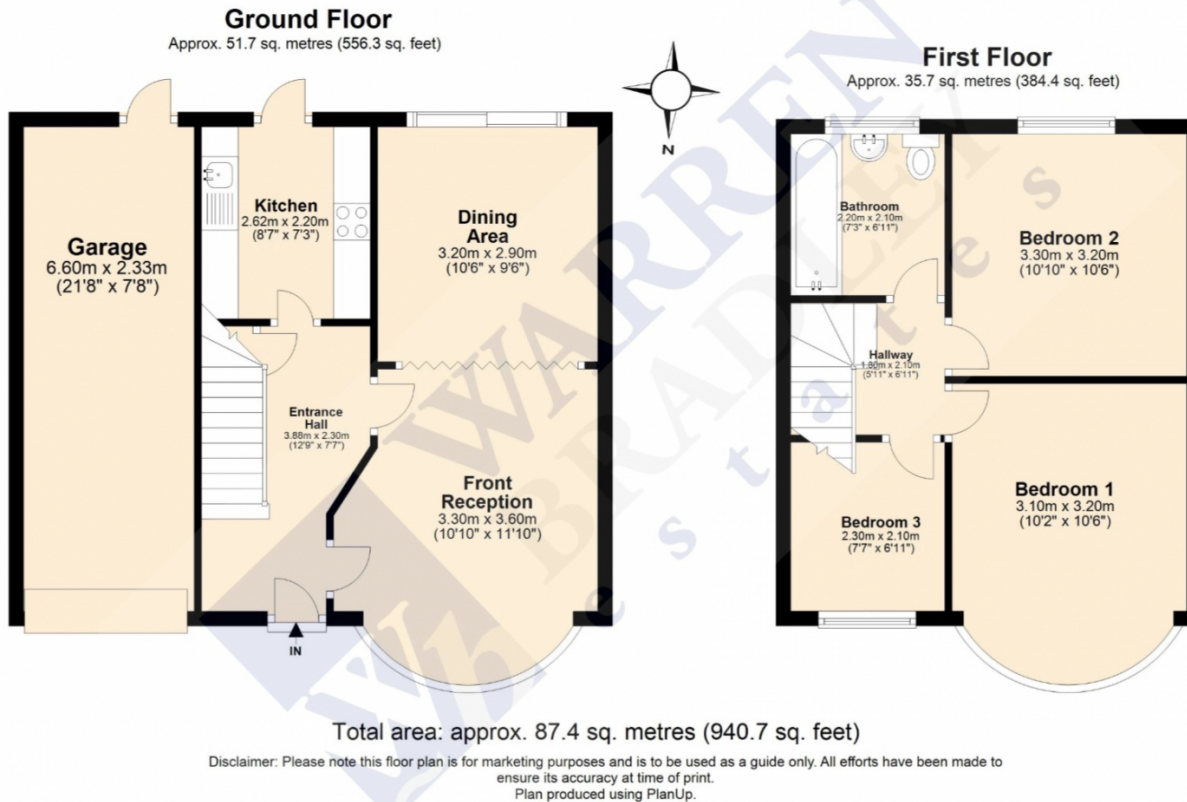 Ground Floor
Approx. 51.7 sq. metres (556.3 sq. feet)
N
First Floor
Approx. 35.7 sq. metres (384.4 sq. feet)
Garage
6.60m x 2.33m
(21'8" x 7'8")
Kitchen
2.62m x 2.20m
(8'7" x 7'3")
Dining
Area
3.20m x 2.90m
(10'6" x 9'6")
Entrance
Hall
3.88m x 2.30m
(12'9" x 7'7")
Front
Reception
3.30m x 3.60m
(10'10" x 11'10")
IN
Bathroom
2.20m x 2.10m
(7'3" x 6'11")
Bedroom 2
3.30m x 3.20m
(10'10" x 10'6")
Hallway
1.80m x 2.10m
(5'11" x 6'11")
Bedroom 3
2.30m x 2.10m
(7'7" x 6'11")
Bedroom 1
3.10m x 3.20m
(10'2" x 10'6")
WARREN
BRADLEY
estates
Total area: approx. 87.4 sq. metres (940.7 sq. feet)
Disclaimer: Please note this floor plan is for marketing purposes and is to be used as a guide only. All efforts have been made to
ensure its accuracy at time of print.
Plan produced using PlanUp.